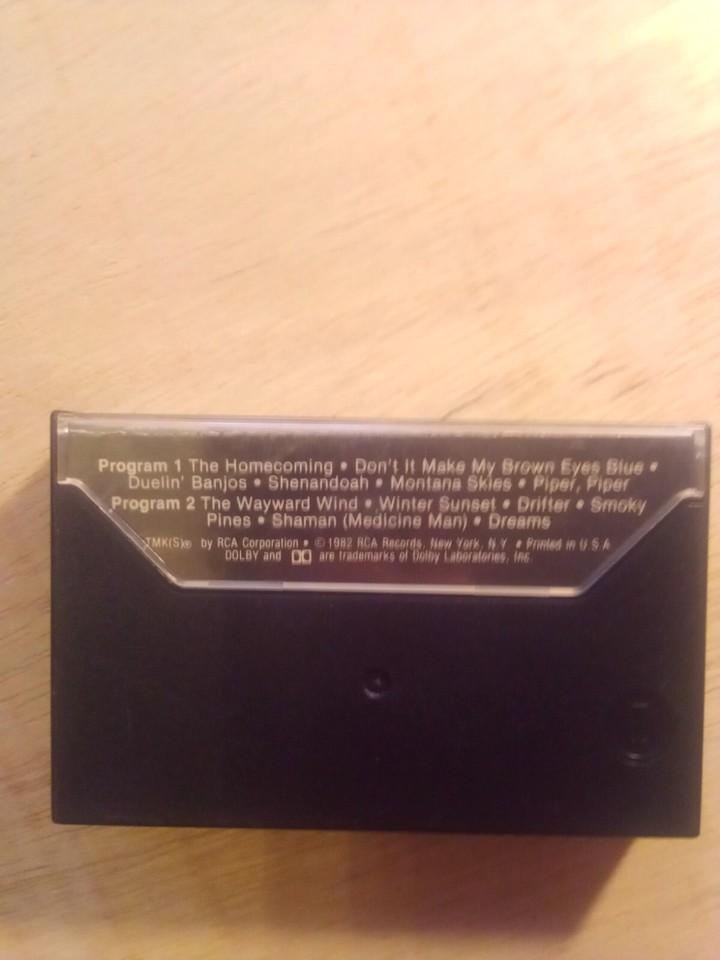 Program 1 The Homecoming • Don't It Make My Brown Eyes Blue •
Duelin' Banjos • Shenandoah • Montana Skies • Piper, Piper
Program 2 The Wayward Wind • Winter Sunset • Drifter • Smoky
Pines • Shaman (Medicine Man) • Dreams
TMK(S)® by RCA Corporation • © 1982 RCA Records, New York, N.Y. • Printed in U.S.A.
DOLBY and are trademarks of Dolby Laboratories, Inc.